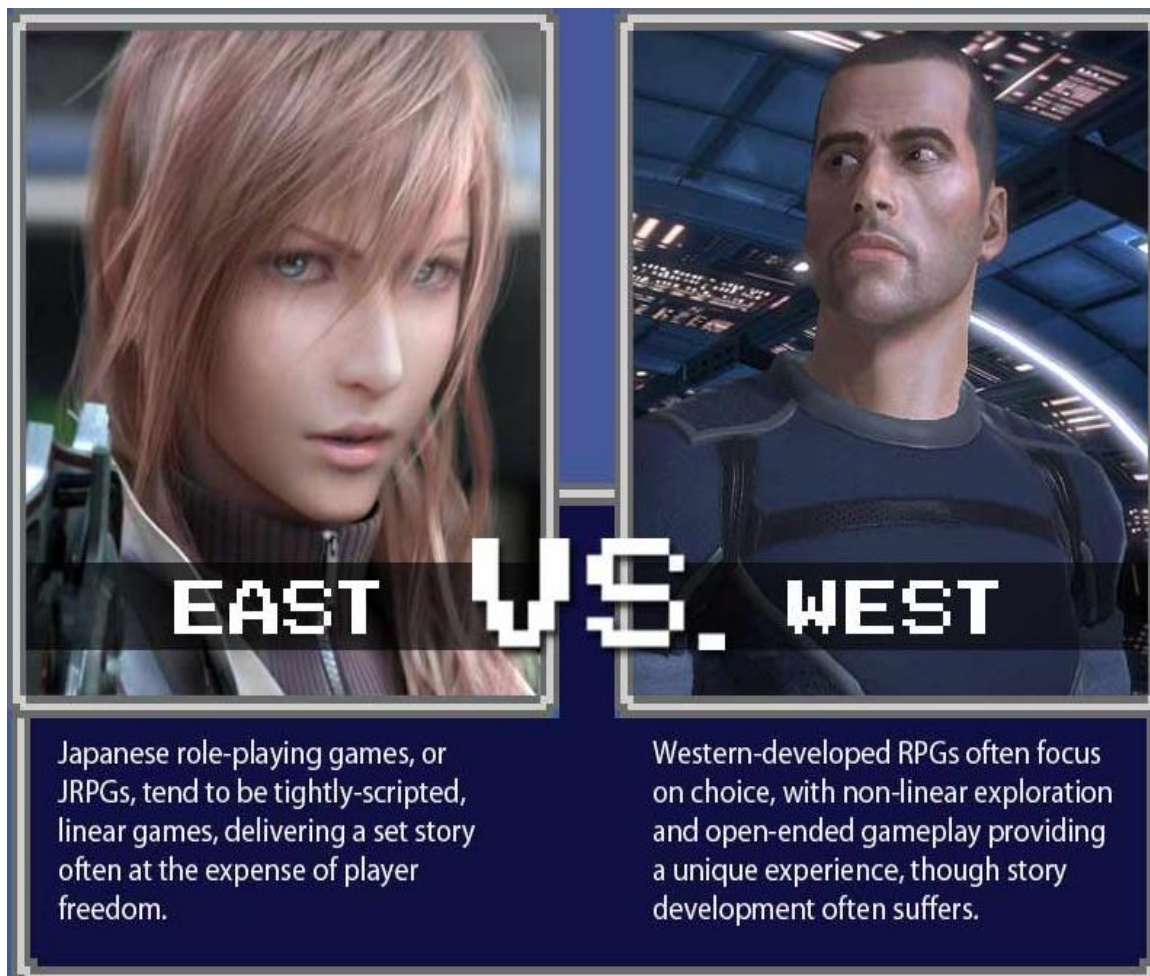 EAST VS. WEST
Japanese role-playing games, or
JRPGs, tend to be tightly-scripted,
linear games, delivering a set story
often at the expense of player
freedom.
Western-developed RPGs often focus
on choice, with non-linear exploration
and open-ended gameplay providing
a unique experience, though story
development often suffers.